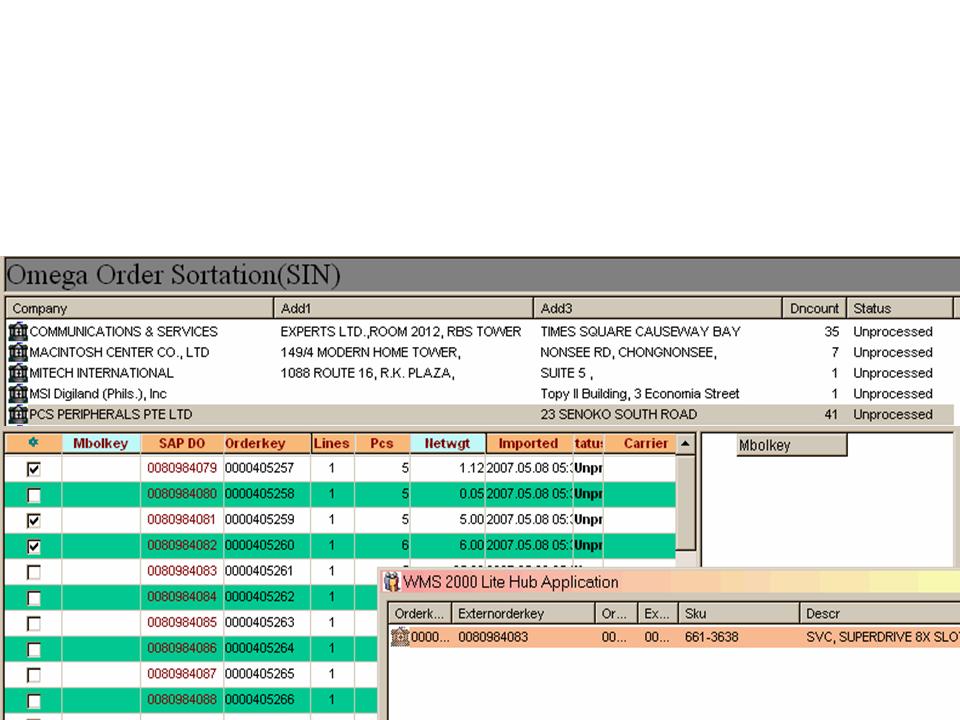 Omega Order Sortation(SIN)
Company Add1 Add3 Dncount Status
COMMUNICATIONS & SERVICES EXPERTS LTD.,ROOM 2012, RBS TOWER TIMES SQUARE CAUSEWAY BAY 35 Unprocessed
MACINTOSH CENTER CO., LTD 149/4 MODERN HOME TOWER, NONSEE RD, CHONGNONSEE, 7 Unprocessed
MITECH INTERNATIONAL 1088 ROUTE 16, R.K. PLAZA, SUITE 5 , 1 Unprocessed
MSI Digiland (Phils.), Inc Topy II Building, 3 Economia Street 1 Unprocessed
PCS PERIPHERALS PTE LTD 23 SENOKO SOUTH ROAD 41 Unprocessed
Mbolkey SAP DO Orderkey Lines Pcs Netwgt Imported tatus Carrier Mbolkey
0080984079 0000405257 1 5 1.12 2007.05.08 05: Unpr
0080984080 0000405258 1 5 0.05 2007.05.08 05: Unpr
0080984081 0000405259 1 5 5.00 2007.05.08 05: Unpr
0080984082 0000405260 1 6 6.00 2007.05.08 05: Unpr
0080984083 0000405261 1
0080984084 0000405262 1
0080984085 0000405263 1
0080984086 0000405264 1
0080984087 0000405265 1
0080984088 0000405266 1
WMS 2000 Lite Hub Application
Orderk... Externorderkey Or... Ex... Sku Descr
0000... 0080984083 00... 00... 661-3638 SVC, SUPERDRIVE 8X SLO